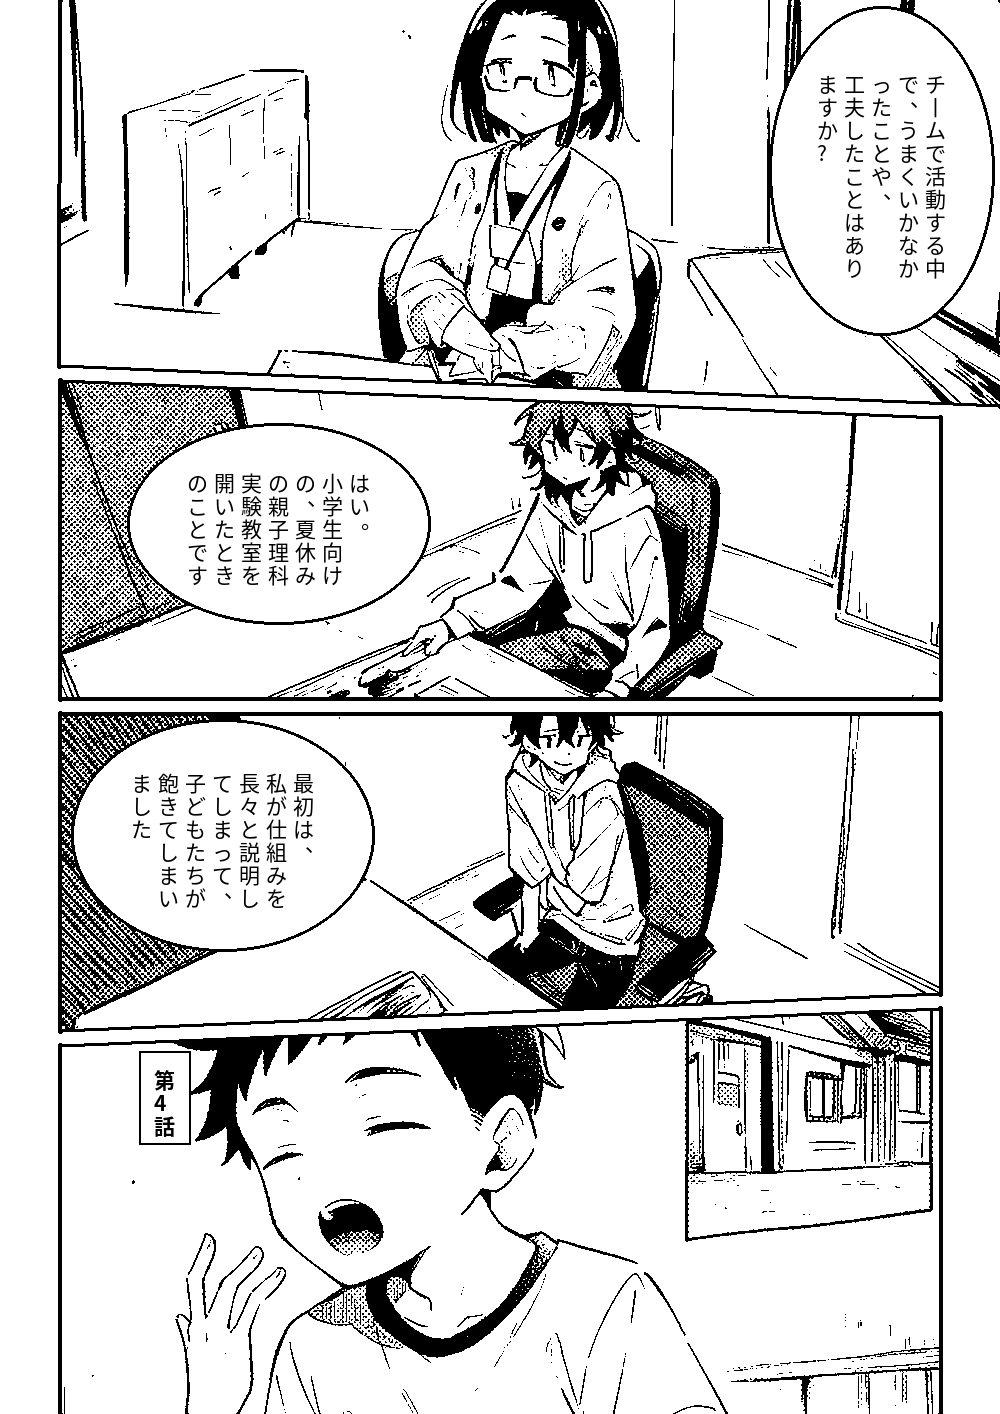 チームで活動する中
で、うまくいかなか
ったことや、
工夫したことはあり
ますか?
はい。
小学生向け
の、夏休み
の親子理科
実験教室を
開いたとき
のことです
最初は、
私が仕組みを
長々と説明し
てしまって、
子どもたちが
飽きてしまい
ました
第4話